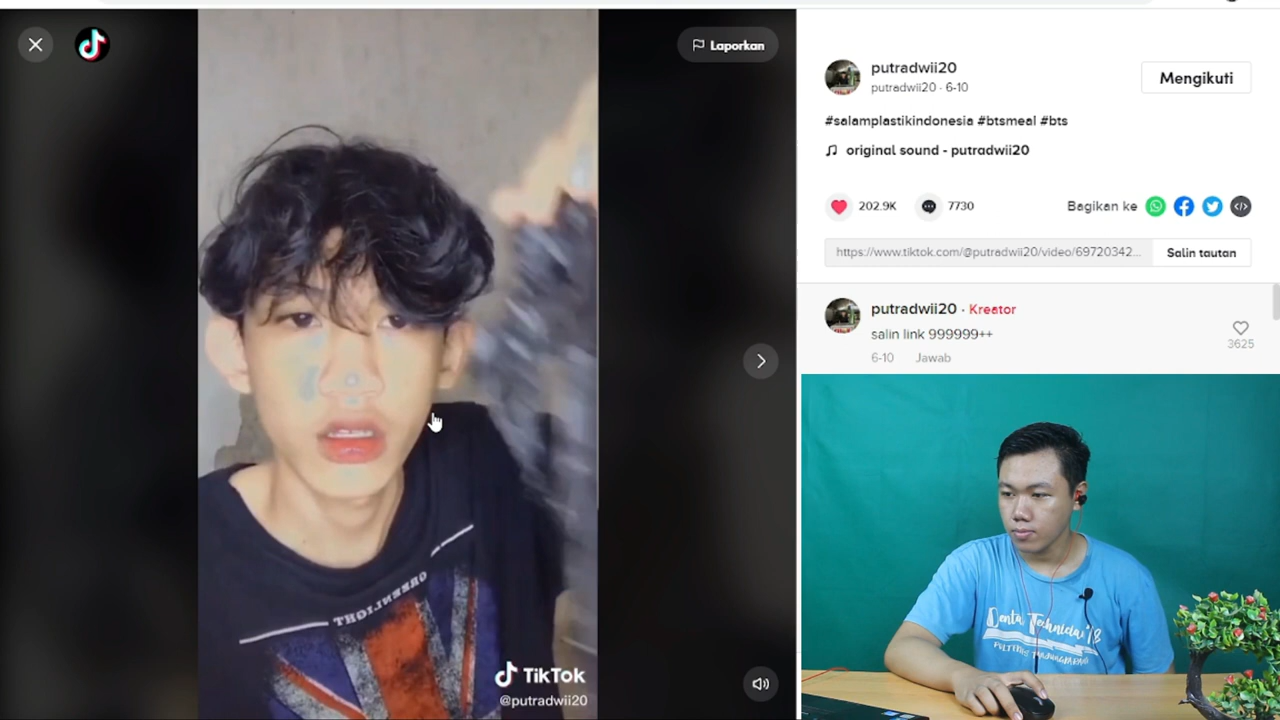 Laporkan
TikTok
@putradwii20
GREENLIGHT
putradwii20
putradwii20 · 6-10
Mengikuti
#salamplastikindonesia #btsmeal #bts
original sound - putradwii20
202.9K
7730
Bagikan ke
https://www.tiktok.com/@putradwii20/video/69720342...
Salin tautan
putradwii20 · Kreator
salin link 999999++
3625
6-10 Jawab